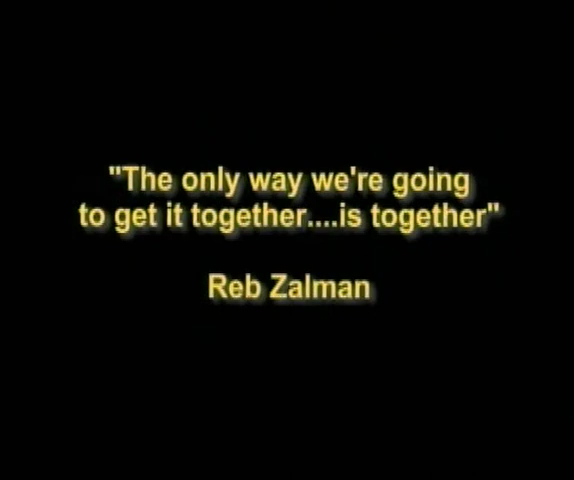 "The only way we're going
to get it together....is together"
Reb Zalman